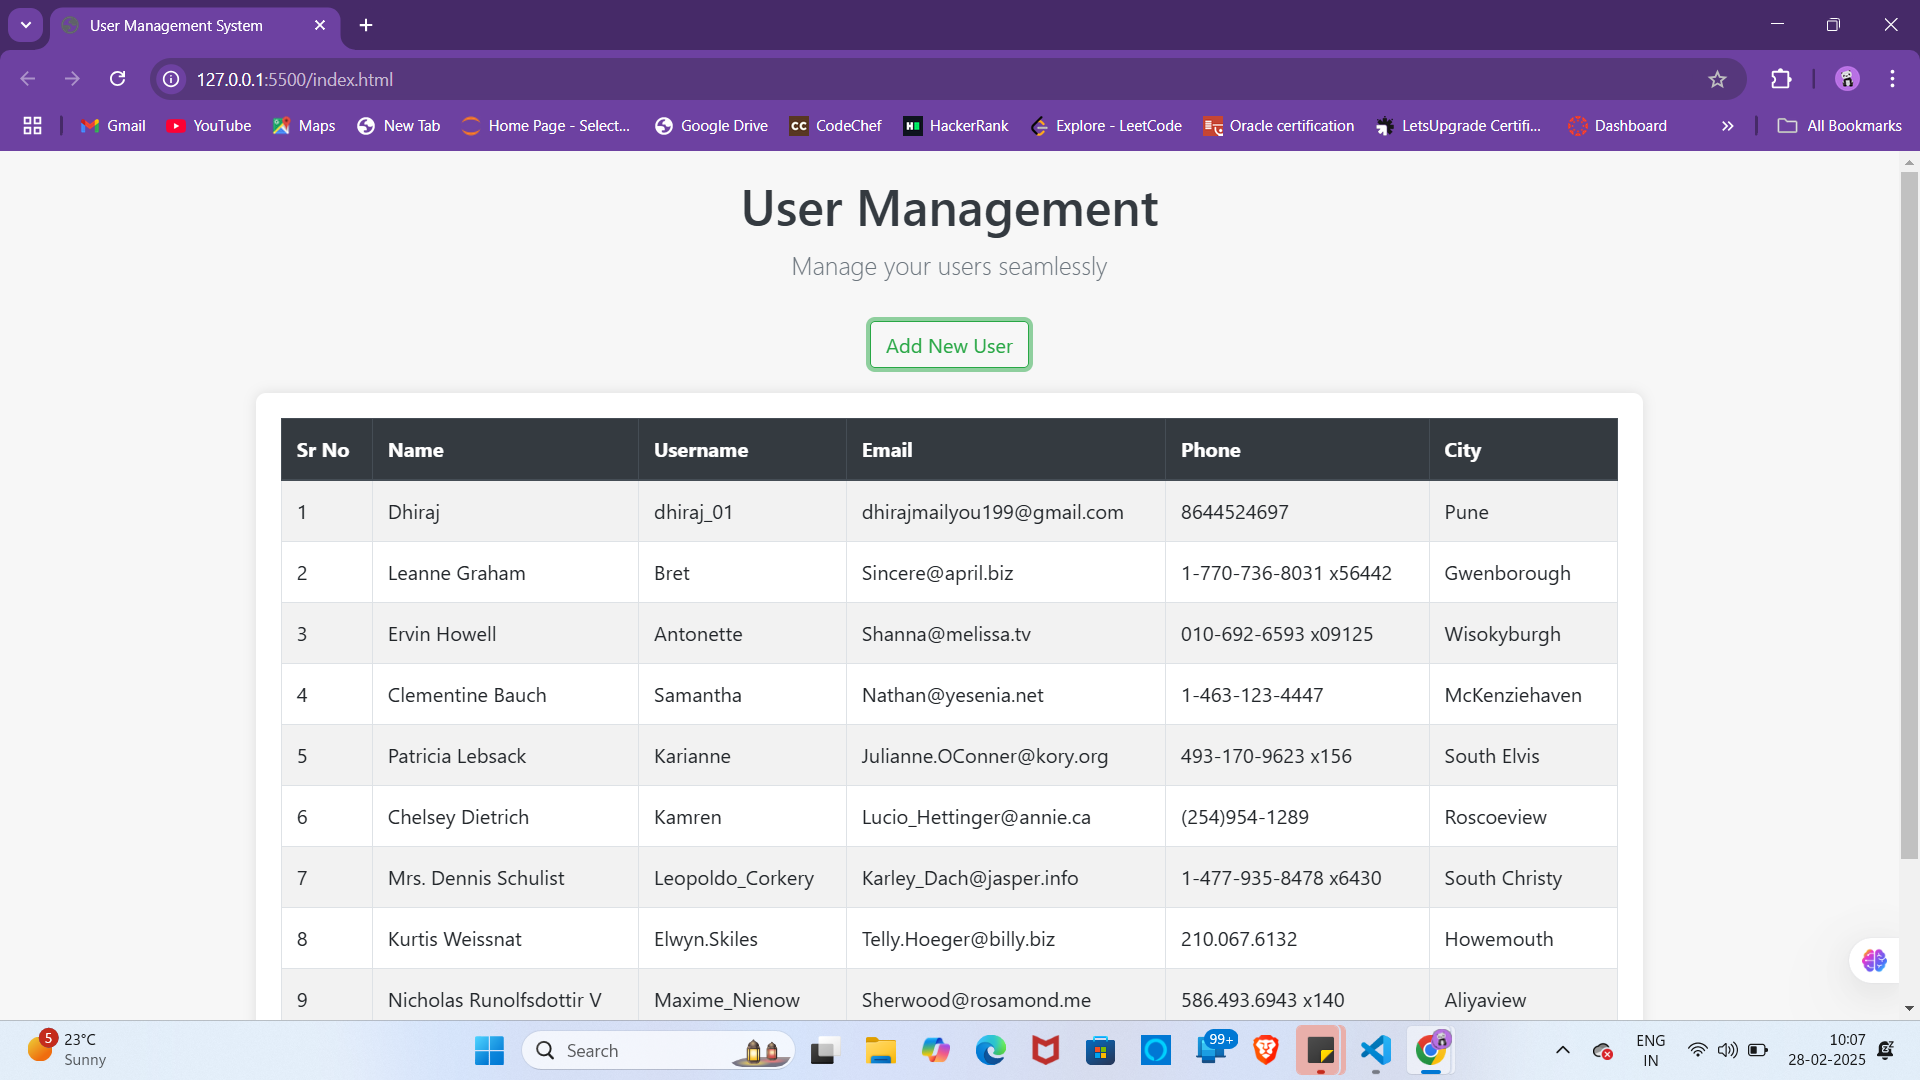 User Management System
127.0.0.1:5500/index.html
Gmail YouTube Maps New Tab Home Page - Select... Google Drive CC CodeChef H HackerRank Explore - LeetCode Oracle certification LetsUpgrade Certifi... Dashboard » All Bookmarks
User Management
Manage your users seamlessly
Add New User
Sr No Name Username Email Phone City
1 Dhiraj dhiraj_01 dhirajmailyou199@gmail.com 8644524697 Pune
2 Leanne Graham Bret Sincere@april.biz 1-770-736-8031 x56442 Gwenborough
3 Ervin Howell Antonette Shanna@melissa.tv 010-692-6593 x09125 Wisokyburgh
4 Clementine Bauch Samantha Nathan@yesenia.net 1-463-123-4447 McKenziehaven
5 Patricia Lebsack Karianne Julianne.OConner@kory.org 493-170-9623 x156 South Elvis
6 Chelsey Dietrich Kamren Lucio_Hettinger@annie.ca (254)954-1289 Roscoeview
7 Mrs. Dennis Schulist Leopoldo_Corkery Karley_Dach@jasper.info 1-477-935-8478 x6430 South Christy
8 Kurtis Weissnat Elwyn.Skiles Telly.Hoeger@billy.biz 210.067.6132 Howemouth
9 Nicholas Runolfsdottir V Maxime_Nienow Sherwood@rosamond.me 586.493.6943 x140 Aliyaview
5 23°C Search 99+ ENG 10:07
Sunny IN 28-02-2025